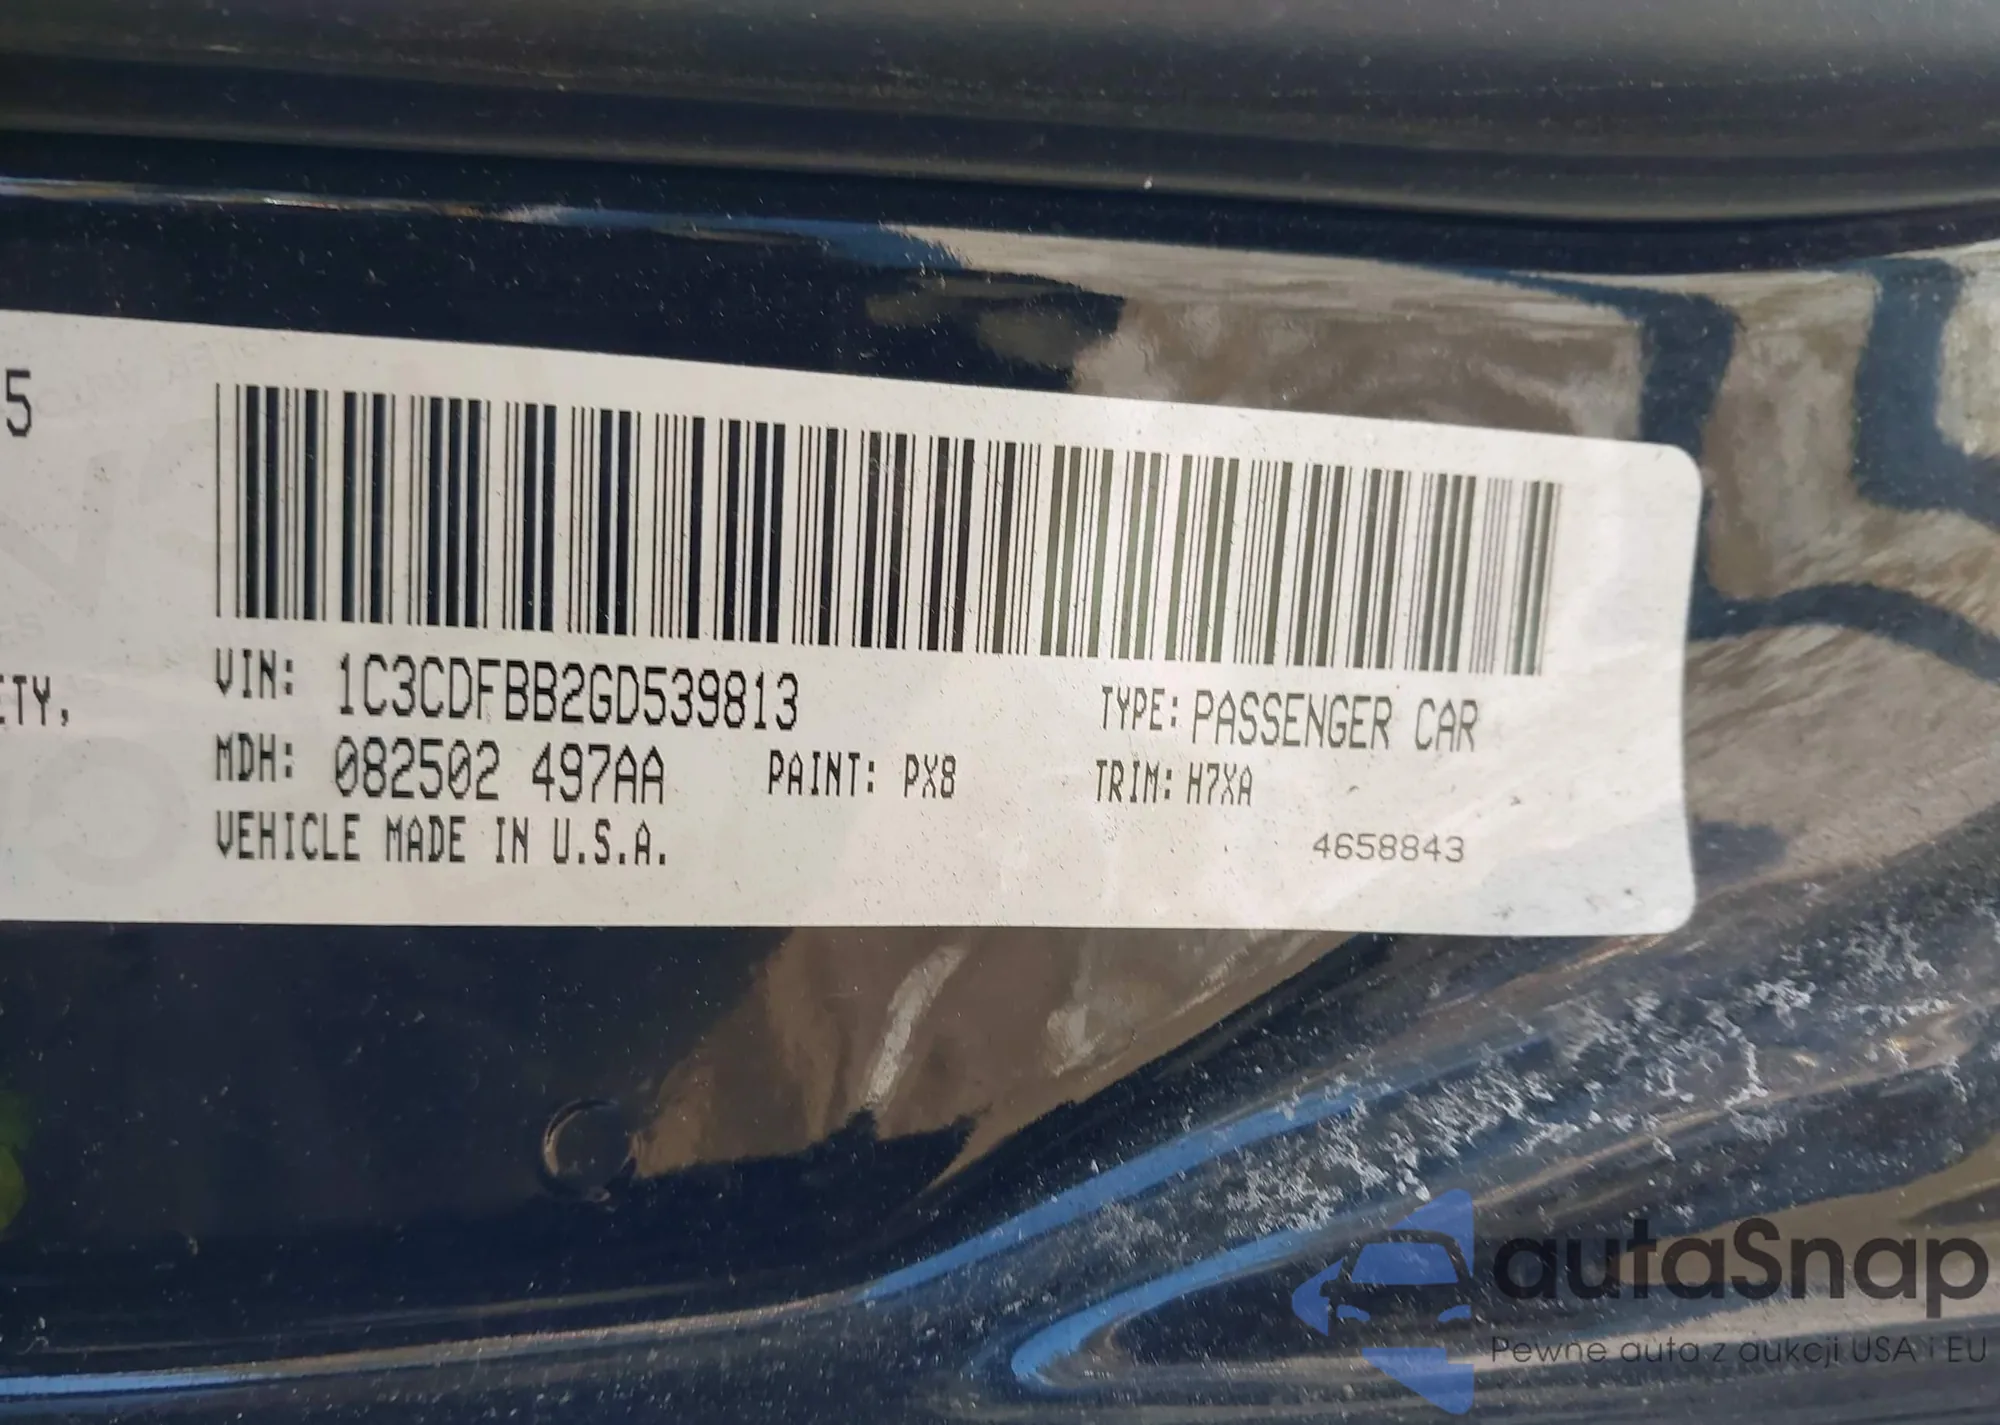 5
ETY,
VIN: 1C3CDFBB2GD539813
TYPE: PASSENGER CAR
MDH: 082502 497AA
PAINT: PX8
TRIM: H7XA
VEHICLE MADE IN U.S.A.
4658843
autaSnap
Pewne auta z aukcji USA i EU